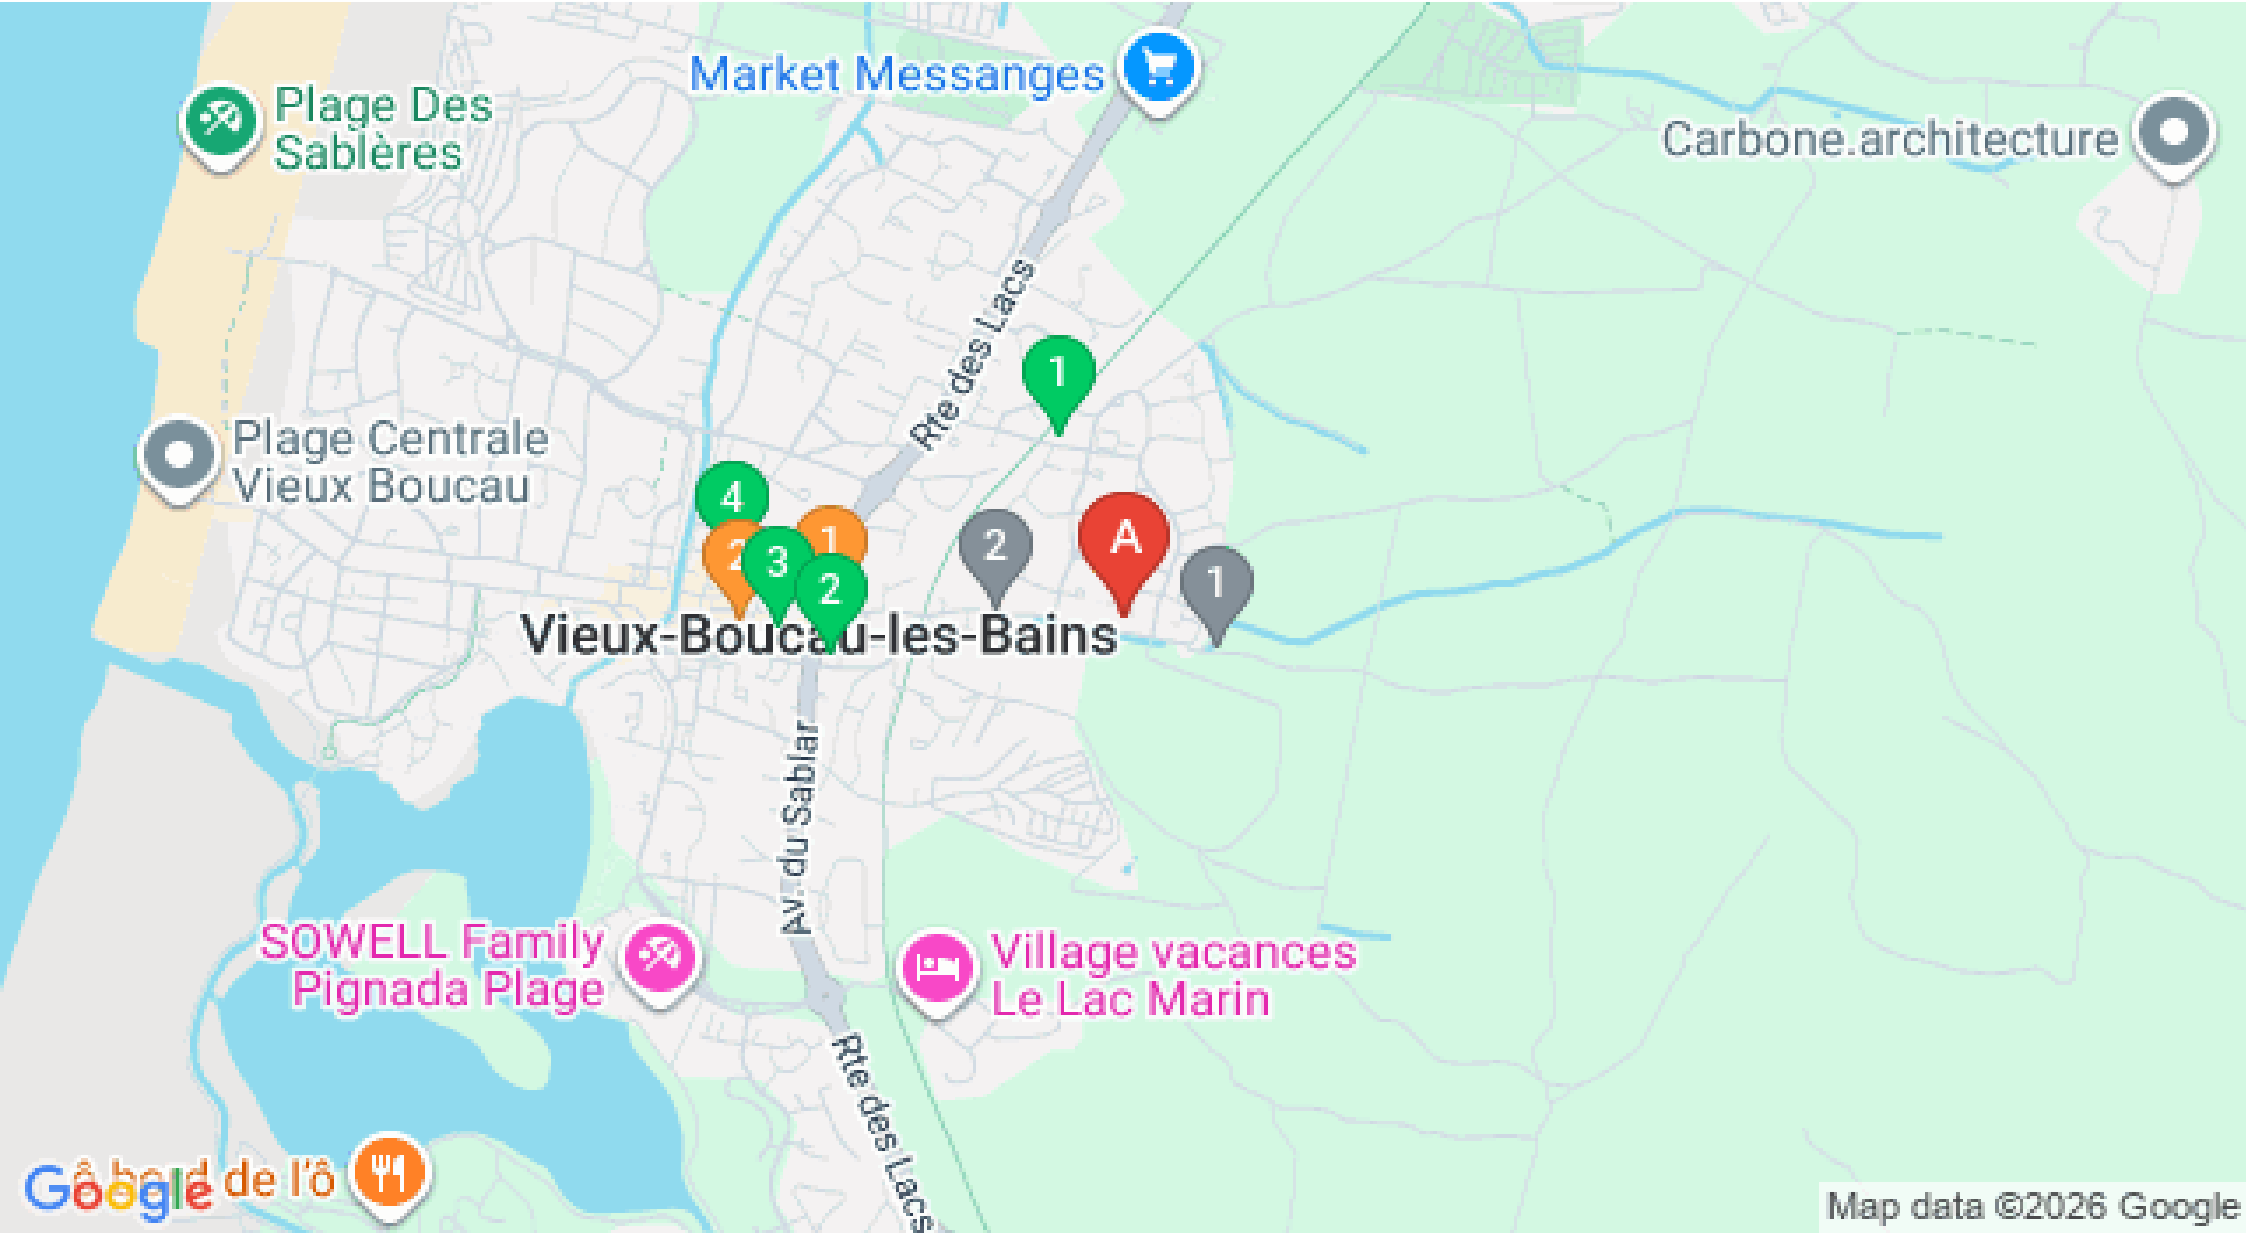 Market Messanges
Plage Des
Sablères
Carbone.architecture
Rte des Lacs
1
Plage Centrale
Vieux Boucau
4
2
3
1
2
2
A
1
Vieux-Boucau-les-Bains
Av. du Sablar
SOWELL Family
Pignada Plage
Village vacances
Le Lac Marin
Rte des Lacs
de l'ô
Google
Map data ©2026 Google